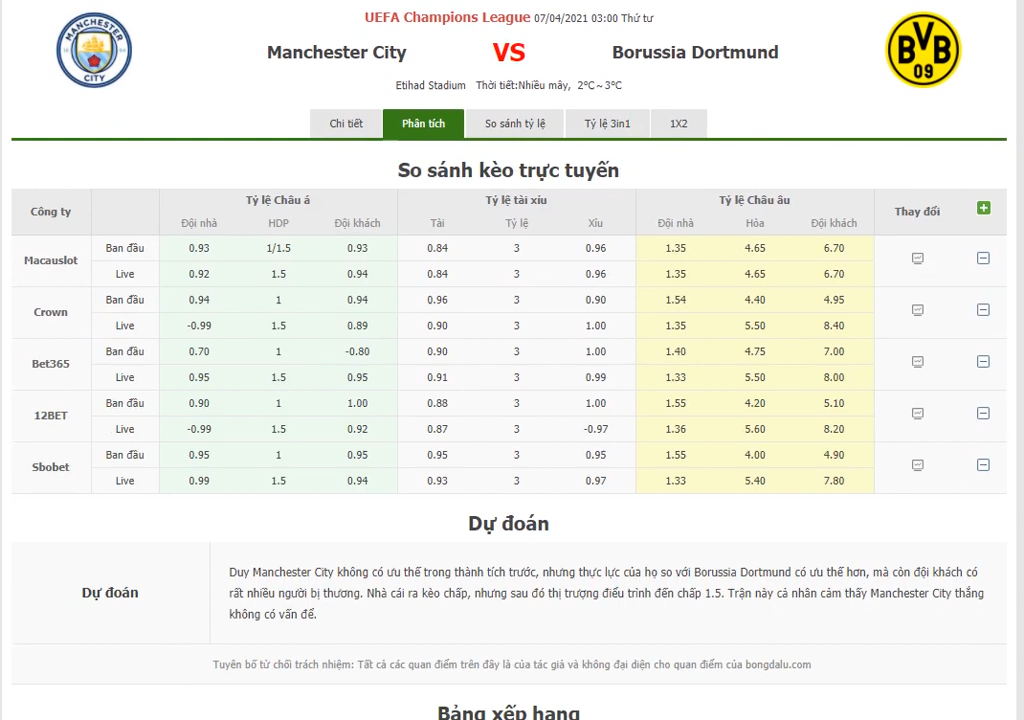 MANCHESTER
CITY
BVB
09
UEFA Champions League 07/04/2021 03:00 Thứ tư
Manchester City VS Borussia Dortmund
Etihad Stadium Thời tiết:Nhiều mây, 2°C～3°C
Chi tiết Phân tích So sánh tỷ lệ Tỷ lệ 3in1 1X2
So sánh kèo trực tuyến
Công ty Tỷ lệ Châu á Tỷ lệ tài xỉu Tỷ lệ Châu âu Thay đổi
Đội nhà HDP Đội khách Tài Tỷ lệ Xỉu Đội nhà Hòa Đội khách
Macauslot
Ban đầu 0.93 1/1.5 0.93 0.84 3 0.96 1.35 4.65 6.70
Live 0.92 1.5 0.94 0.84 3 0.96 1.35 4.65 6.70
Crown
Ban đầu 0.94 1 0.94 0.96 3 0.90 1.54 4.40 4.95
Live -0.99 1.5 0.89 0.90 3 1.00 1.35 5.50 8.40
Bet365
Ban đầu 0.70 1 -0.80 0.90 3 1.00 1.40 4.75 7.00
Live 0.95 1.5 0.95 0.91 3 0.99 1.33 5.50 8.00
12BET
Ban đầu 0.90 1 1.00 0.88 3 1.00 1.55 4.20 5.10
Live -0.99 1.5 0.92 0.87 3 -0.97 1.36 5.60 8.20
Sbobet
Ban đầu 0.95 1 0.95 0.95 3 0.95 1.55 4.00 4.90
Live 0.99 1.5 0.94 0.93 3 0.97 1.33 5.40 7.80
Dự đoán
Dự đoán
Duy Manchester City không có ưu thế trong thành tích trước, nhưng thực lực của họ so với Borussia Dortmund có ưu thế hơn, mà còn đội khách có
rất nhiều người bị thương. Nhà cái ra kèo chấp, nhưng sau đó thị trượng điều trình đến chấp 1.5. Trận này cá nhân cảm thấy Manchester City thắng
không có vấn để.
Tuyên bố từ chối trách nhiệm: Tất cả các quan điểm trên đây là của tác giả và không đại diện cho quan điểm của bongdalu.com
Bảng xếp hạng